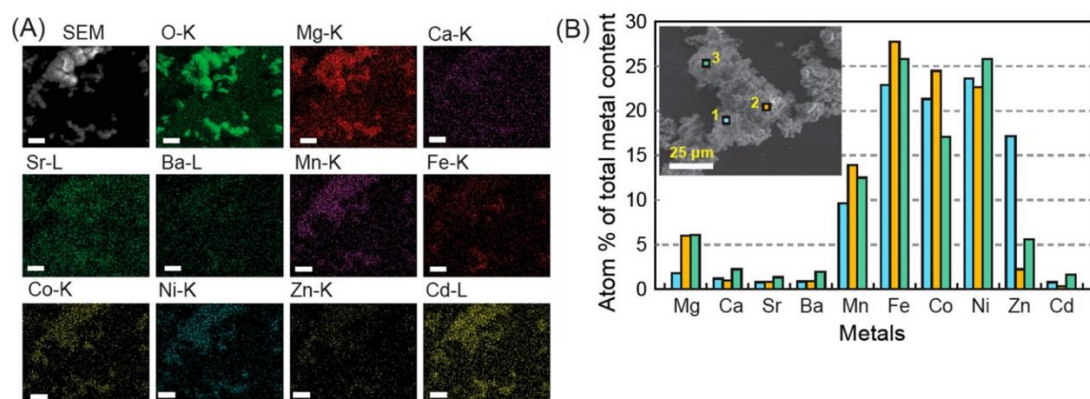 (A)
SEM O-K Mg-K Ca-K
Sr-L Ba-L Mn-K Fe-K
Co-K Ni-K Zn-K Cd-L
(B)
Atom % of total metal content
30
25
20
15
10
5
0
3
2
1
25 µm
Mg Ca Sr Ba Mn Fe Co Ni Zn Cd
Metals